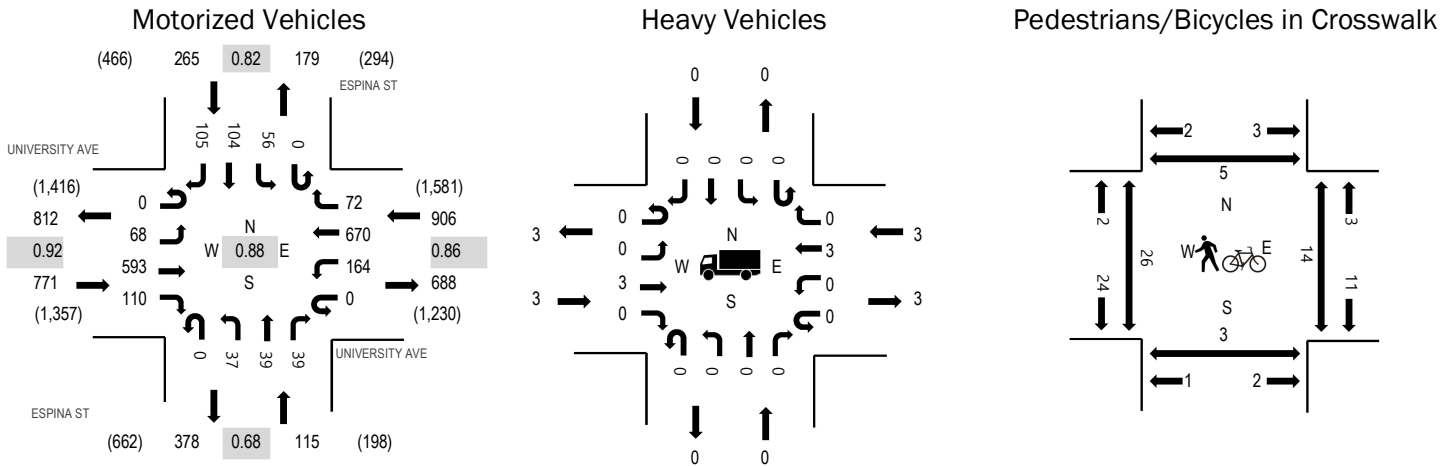 Motorized Vehicles
(466) 265 0.82 179 (294)
ESPINA ST
105 104 56 0
UNIVERSITY AVE
(1,416) (1,581)
0 72
812 906
68 N 670
0.92 W 0.88 E 0.86
593 S 164
771 688
110 0
(1,357) (1,230)
0 37 39 39
UNIVERSITY AVE
ESPINA ST
(662) 378 0.68 115 (198)
Heavy Vehicles
0 0
0 0 0 0
0 0
3 N 3
0 3
W E
3 0
3 S 3
0 0
0 0 0 0
0 0
Pedestrians/Bicycles in Crosswalk
2 3
5
2 N 3
26 W E 14
24 S 11
3
1 2